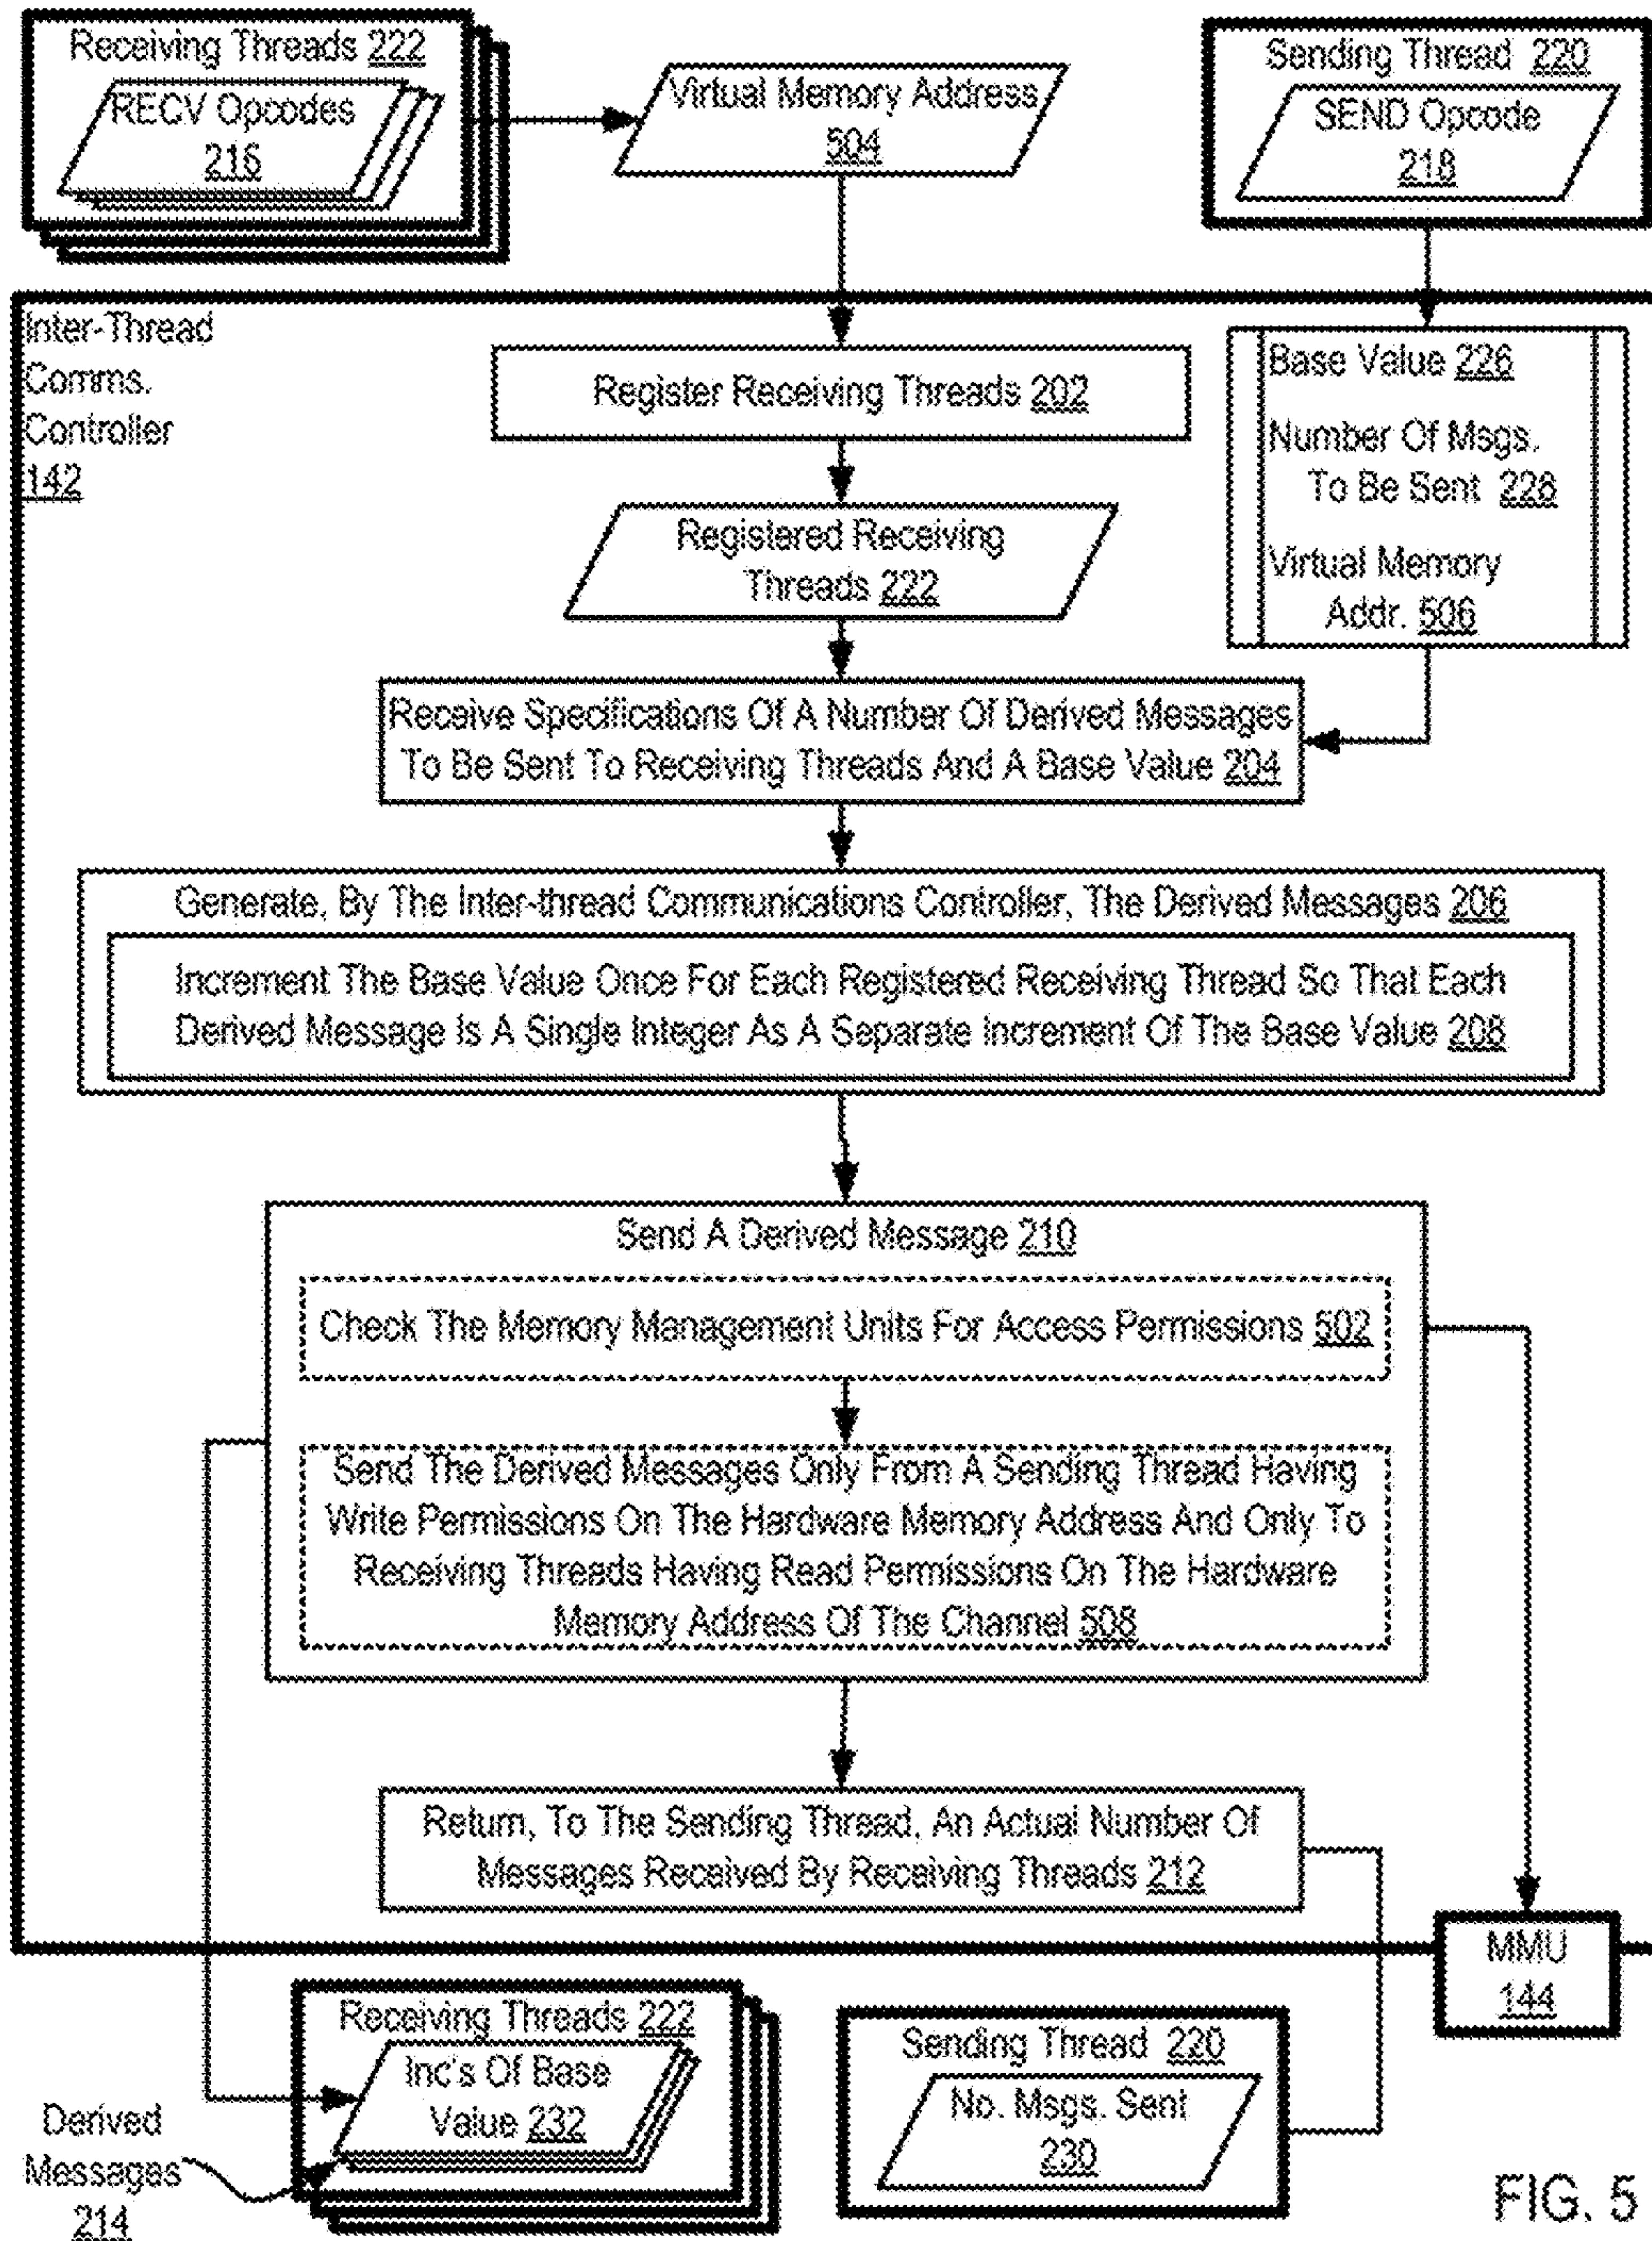 Receiving Threads 222
RECV Opcodes
216
Virtual Memory Address
504
Sending Thread 220
SEND Opcode
218
Inter-Thread
Comms.
Controller
142
Register Receiving Threads 202
Base Value 226
Number Of Msgs.
To Be Sent 228
Virtual Memory
Addr. 506
Registered Receiving
Threads 222
Receive Specifications Of A Number Of Derived Messages
To Be Sent To Receiving Threads And A Base Value 204
Generate, By The Inter-thread Communications Controller, The Derived Messages 206
Increment The Base Value Once For Each Registered Receiving Thread So That Each
Derived Message Is A Single Integer As A Separate Increment Of The Base Value 208
Send A Derived Message 210
Check The Memory Management Units For Access Permissions 502
Send The Derived Messages Only From A Sending Thread Having
Write Permissions On The Hardware Memory Address And Only To
Receiving Threads Having Read Permissions On The Hardware
Memory Address Of The Channel 508
Return, To The Sending Thread, An Actual Number Of
Messages Received By Receiving Threads 212
MMU
144
Receiving Threads 222
Inc's Of Base
Value 232
Sending Thread 220
No. Msgs. Sent
230
Derived
Messages
214
FIG. 5